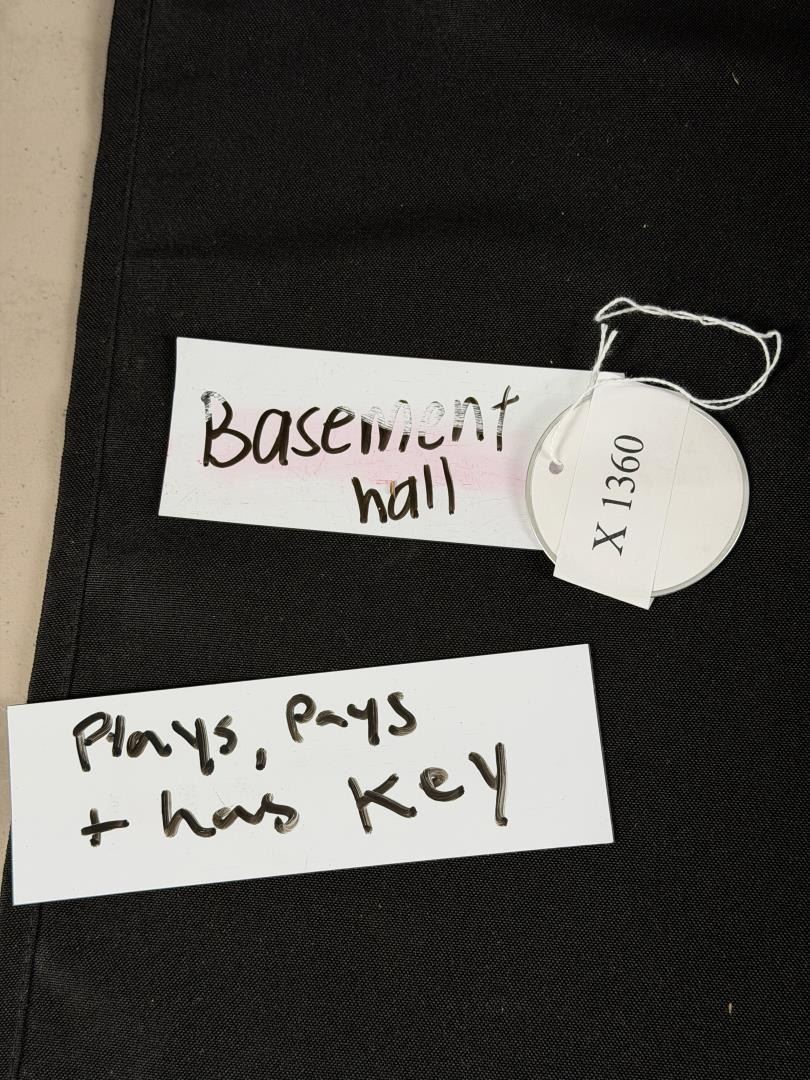 Basement
hall
X 1360
Plays, Pays
+ has Key